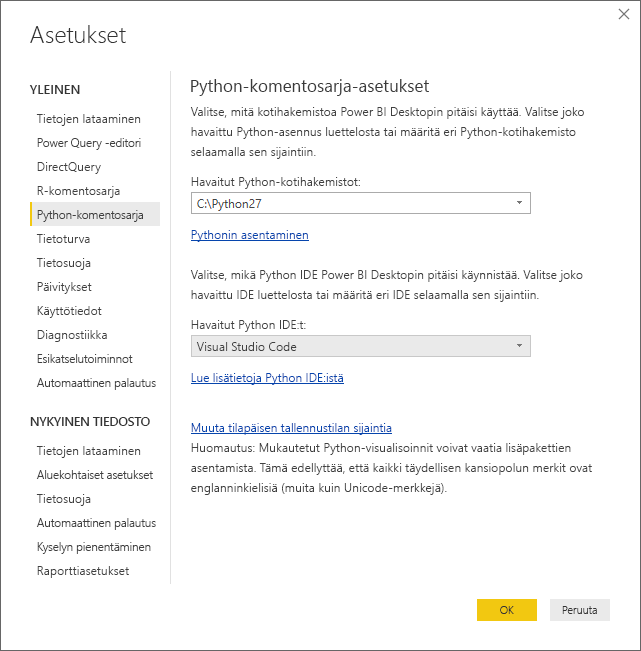 Asetukset
YLEINEN
Tietojen lataaminen
Power Query -editori
DirectQuery
R-komentosarja
Python-komentosarja
Tietoturva
Tietosuoja
Päivitykset
Käyttötiedot
Diagnostiikka
Esikatselutoiminnot
Automaattinen palautus
NYKYINEN TIEDOSTO
Tietojen lataaminen
Aluekohtaiset asetukset
Tietosuoja
Automaattinen palautus
Kyselyn pienentäminen
Raporttiasetukset
Python-komentosarja-asetukset
Valitse, mitä kotihakemistoa Power BI Desktopin pitäisi käyttää. Valitse joko
havaittu Python-asennus luettelosta tai määritä eri Python-kotihakemisto
selaamalla sen sijaintiin.
Havaitut Python-kotihakemistot:
C:\Python27
Pythonin asentaminen
Valitse, mikä Python IDE Power BI Desktopin pitäisi käynnistää. Valitse joko
havaittu IDE luettelosta tai määritä eri IDE selaamalla sen sijaintiin.
Havaitut Python IDE:t:
Visual Studio Code
Lue lisätietoja Python IDE:istä
Muuta tilapäisen tallennustilan sijaintia
Huomautus: Mukautetut Python-visualisoinnit voivat vaatia lisäpakettien
asentamista. Tämä edellyttää, että kaikki täydellisen kansiopolun merkit ovat
englanninkielisiä (muita kuin Unicode-merkkejä).
OK
Peruuta